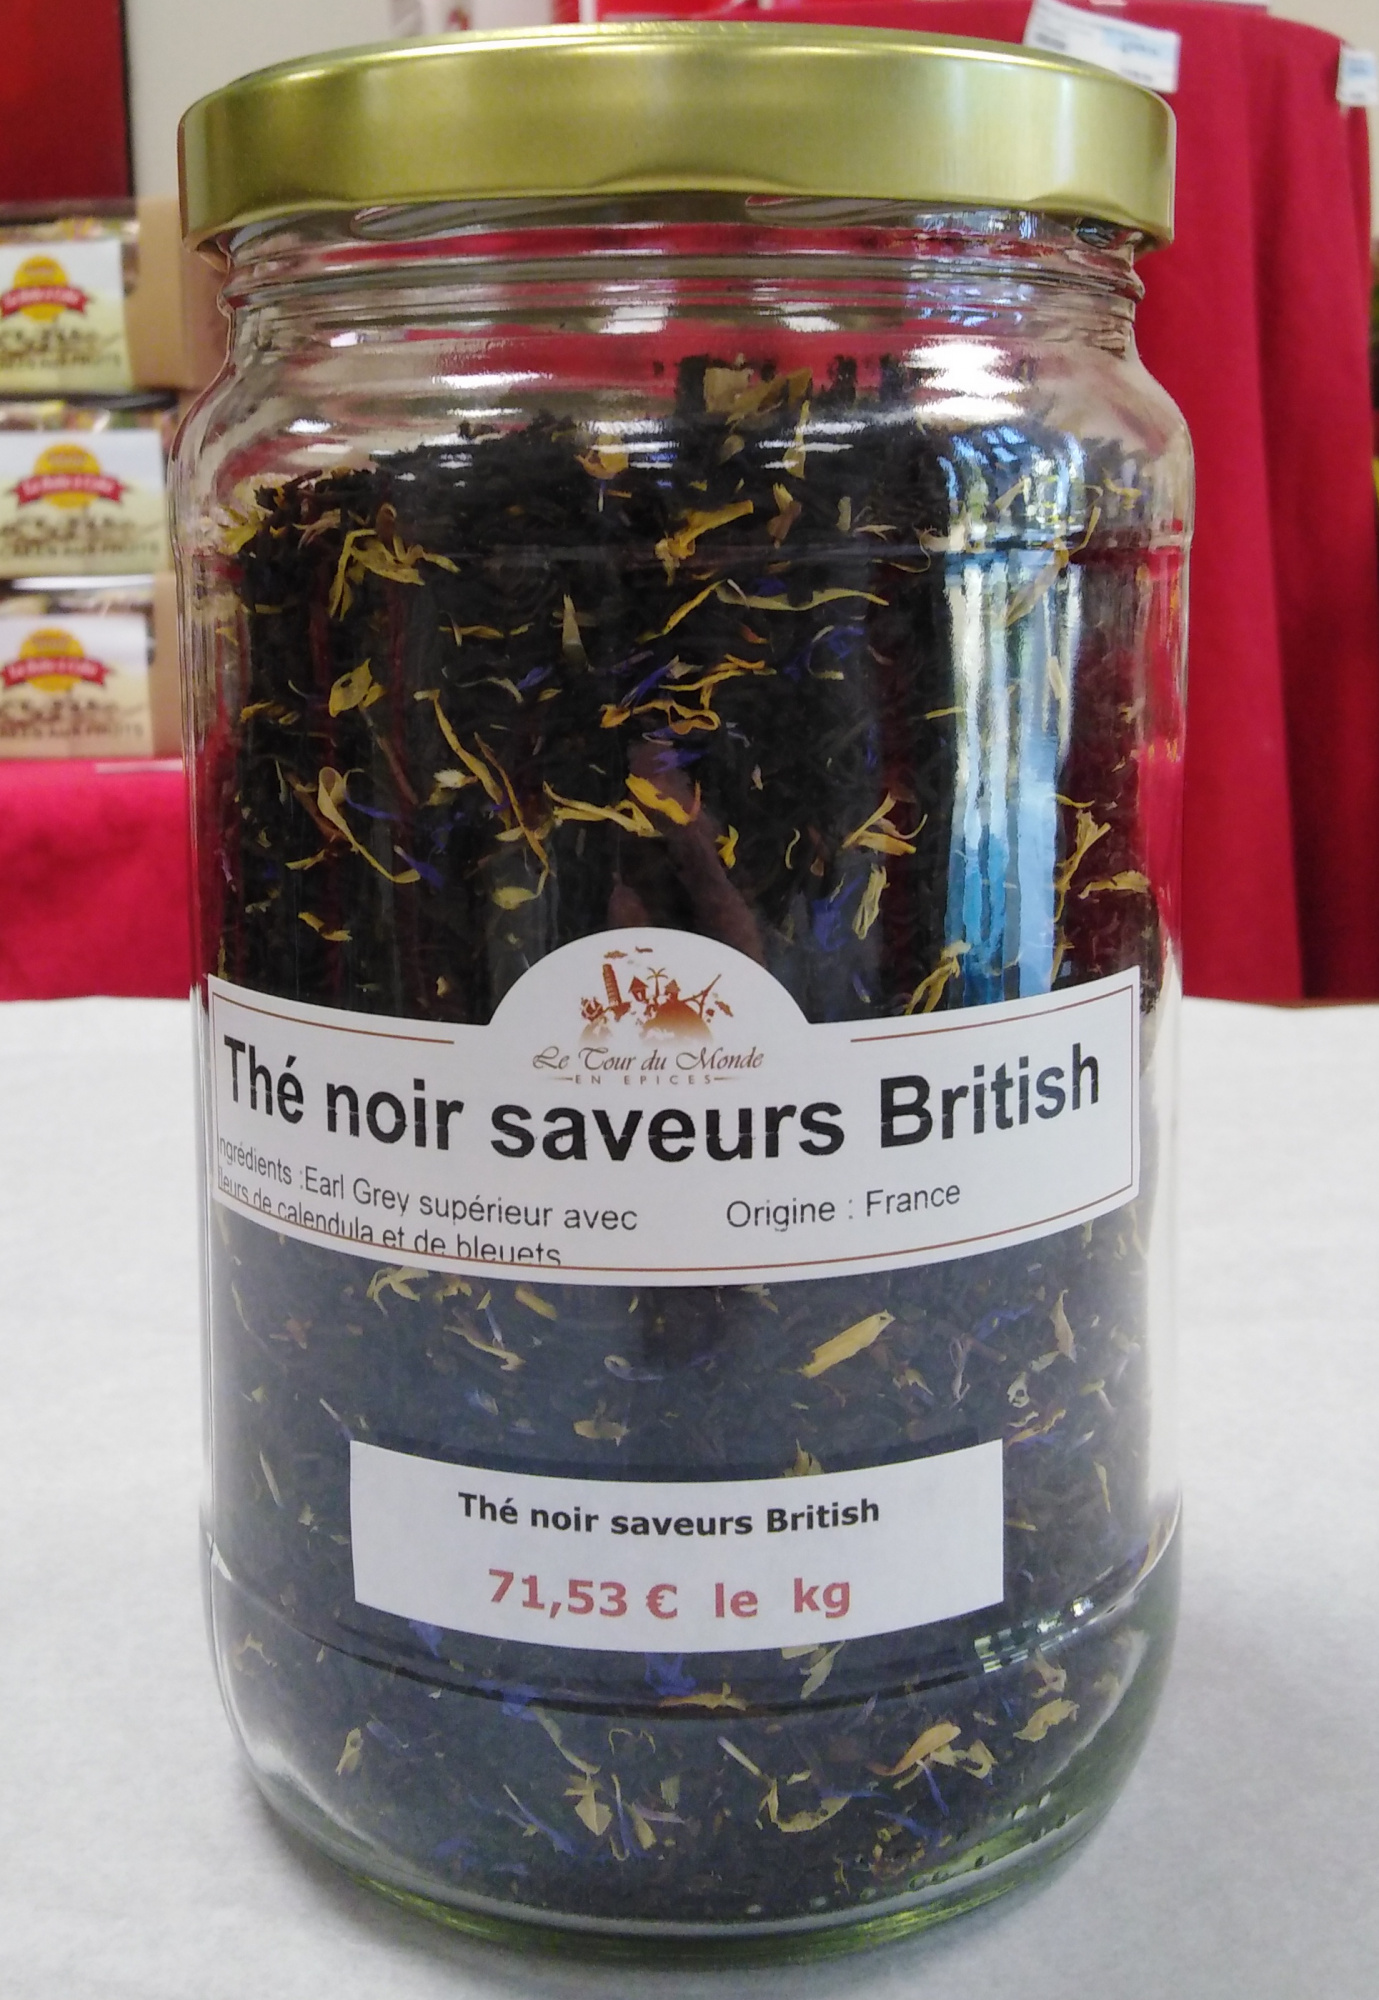 Le Tour du Monde
EN EPICES
Thé noir saveurs British
Ingrédients :Earl Grey supérieur avec
fleurs de calendula et de bleuets
Origine : France
Thé noir saveurs British
71,53 € le kg